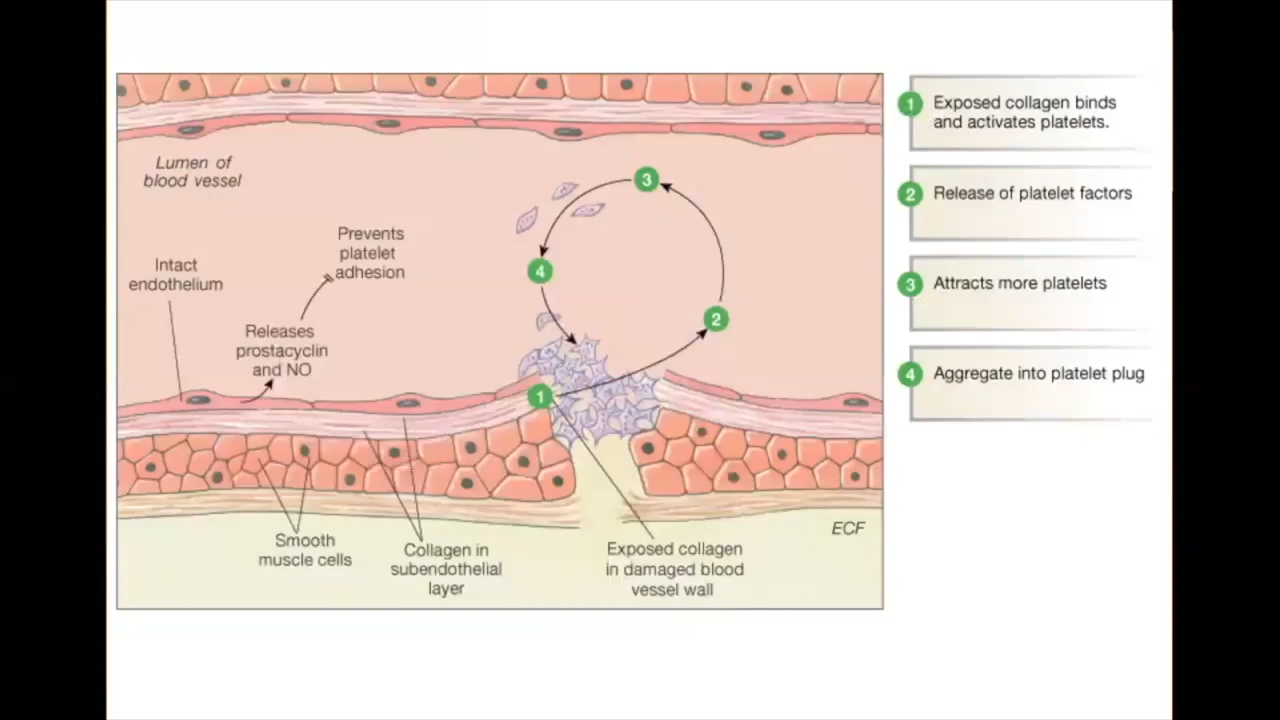 Lumen of
blood vessel
Intact
endothelium
Prevents
platelet
adhesion
Releases
prostacyclin
and NO
3
4
2
1
Smooth
muscle cells
Collagen in
subendothelial
layer
Exposed collagen
in damaged blood
vessel wall
ECF
1 Exposed collagen binds
and activates platelets.
2 Release of platelet factors
3 Attracts more platelets
4 Aggregate into platelet plug